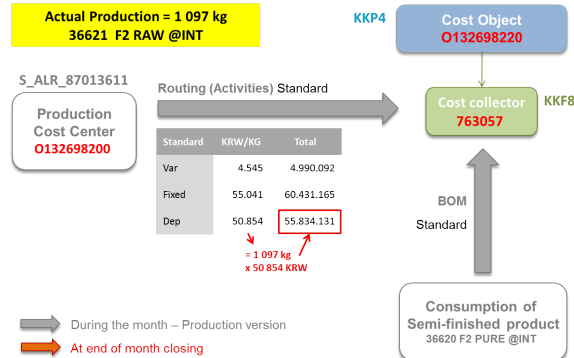 Actual Production = 1 097 kg
36621  F2 RAW @INT
KKP4
Cost Object
O132698220
S_ALR_87013611
Production
Cost Center
O132698200
Routing (Activities) Standard
Cost collector
763057
KKF8
Standard KRW/KG Total
Var 4.545 4.990.092
Fixed 55.041 60.431.165
Dep 50.854 55.834.131
= 1 097 kg
x 50 854 KRW
BOM
Standard
Consumption of
Semi-finished product
36620 F2 PURE @INT
During the month – Production version
At end of month closing